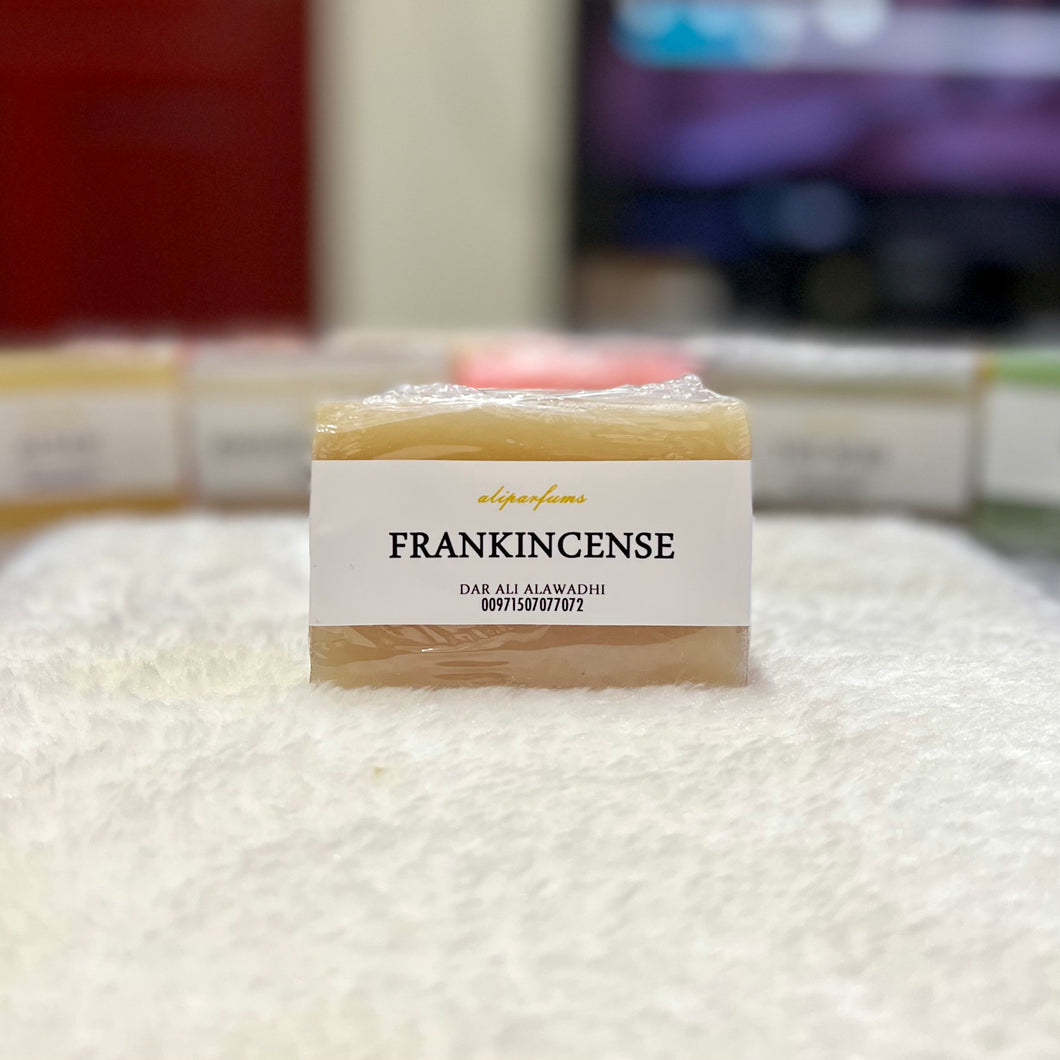 aliparfums
FRANKINCENSE
DAR ALI ALAWADHI
00971507077072